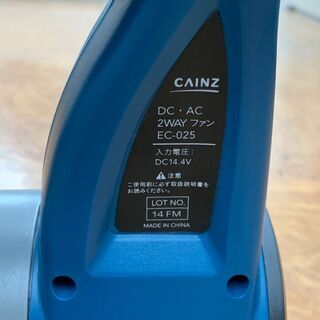 CAINZ
DC・AC
2WAY ファン
EC-025
入力電圧：
DC14.4V
⚠注意
ご使用前に必ず取扱説明書を
お読みください。
LOT NO.
14 FM
MADE IN CHINA